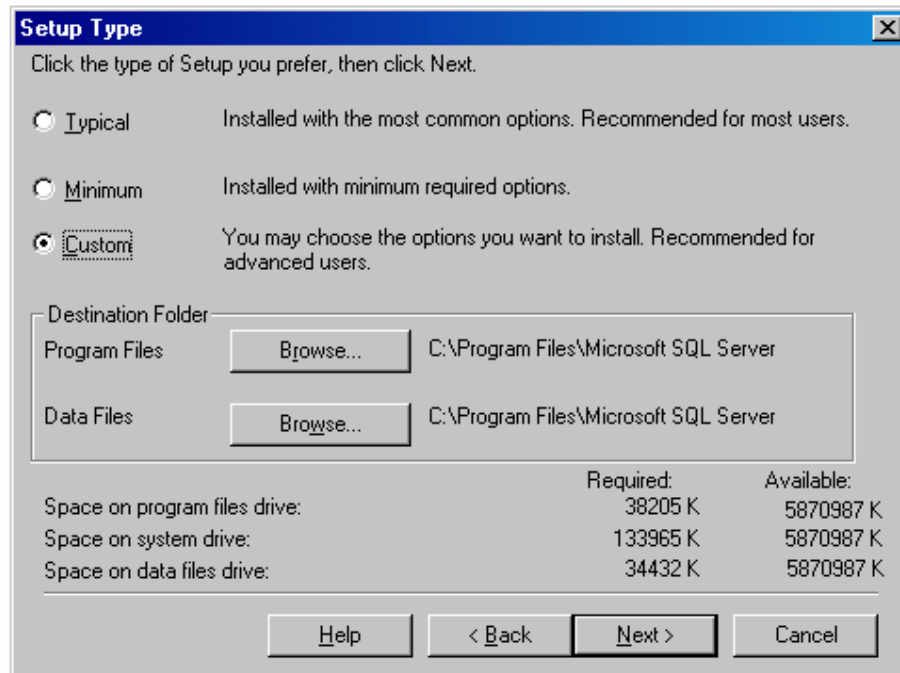 Setup Type
Click the type of Setup you prefer, then click Next.
Typical Installed with the most common options. Recommended for most users.
Minimum Installed with minimum required options.
Custom You may choose the options you want to install. Recommended for
advanced users.
Destination Folder
Program Files Browse... C:\Program Files\Microsoft SQL Server
Data Files Browse... C:\Program Files\Microsoft SQL Server
Required: Available:
Space on program files drive: 38205 K 5870987 K
Space on system drive: 133965 K 5870987 K
Space on data files drive: 34432 K 5870987 K
Help < Back Next > Cancel